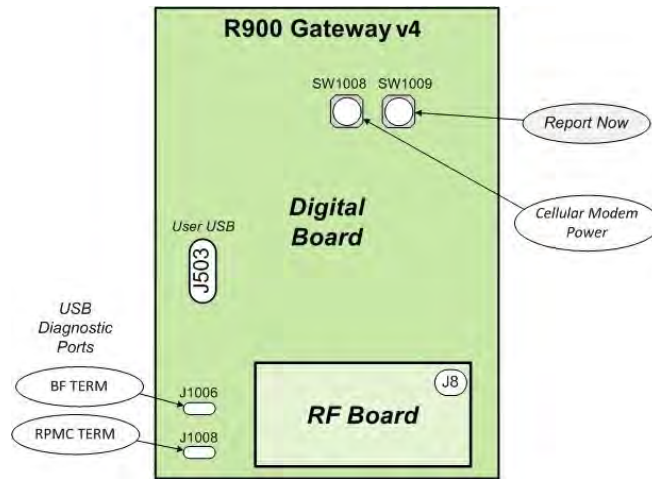 R900 Gateway v4
SW1008 SW1009
Report Now
Cellular Modem
Power
Digital
Board
User USB
J503
USB
Diagnostic
Ports
BF TERM
J1006
RPMC TERM
J1008
J8
RF Board